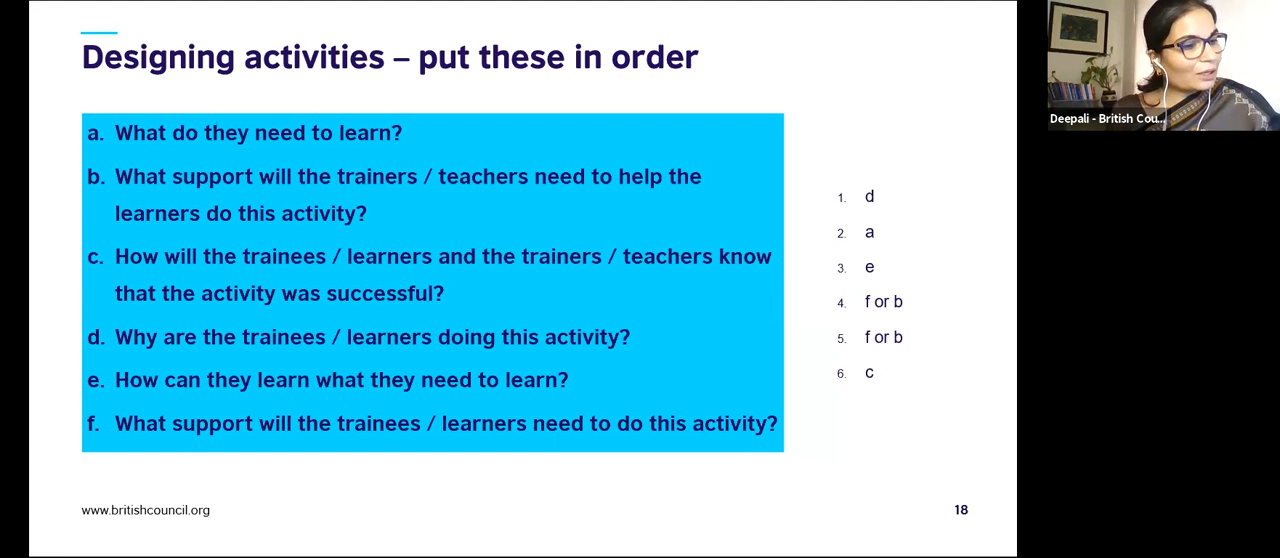 Designing activities – put these in order
a. What do they need to learn?
b. What support will the trainers / teachers need to help the
learners do this activity?
c. How will the trainees / learners and the trainers / teachers know
that the activity was successful?
d. Why are the trainees / learners doing this activity?
e. How can they learn what they need to learn?
f. What support will the trainees / learners need to do this activity?
1. d
2. a
3. e
4. f or b
5. f or b
6. c
www.britishcouncil.org
18
Deepali - British Cou...